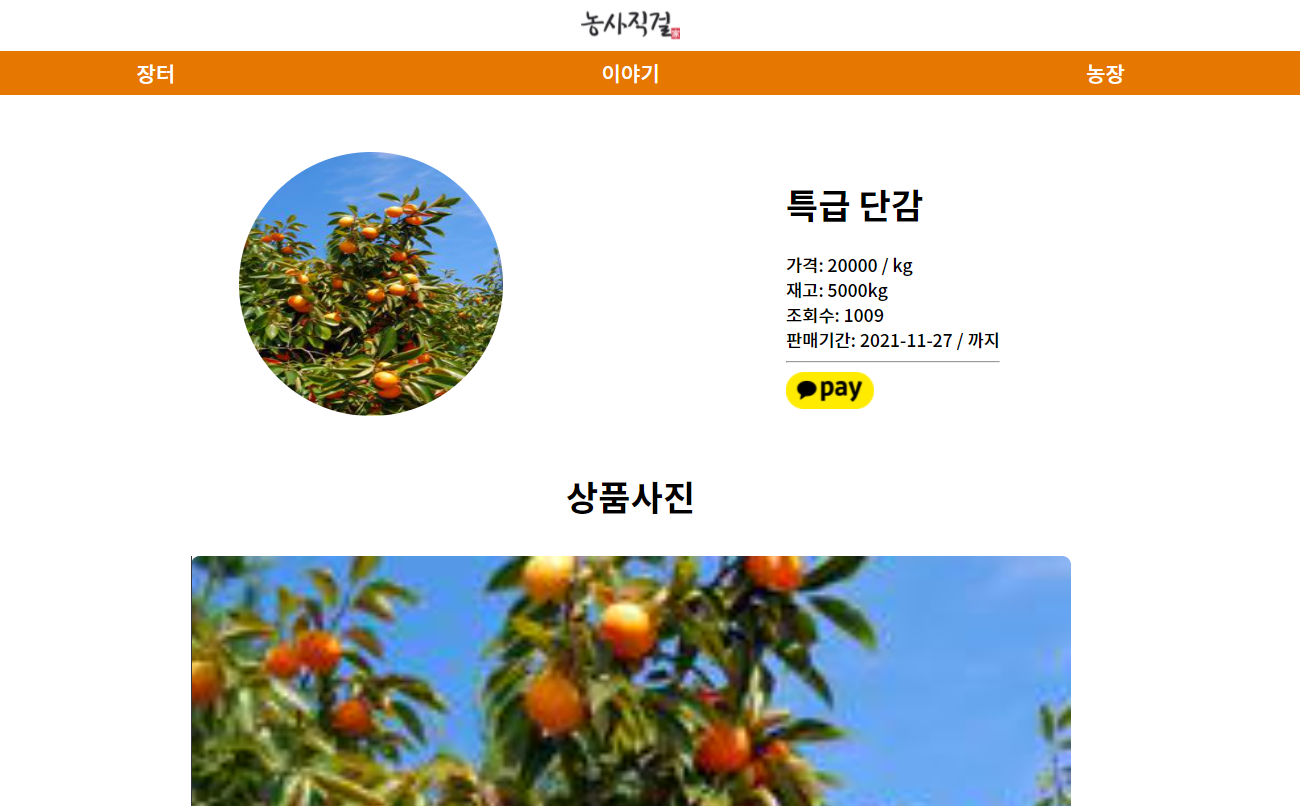 농사직걸
장터 이야기 농장
특급 단감
가격: 20000 / kg
재고: 5000kg
조회수: 1009
판매기간: 2021-11-27 / 까지
pay
상품사진